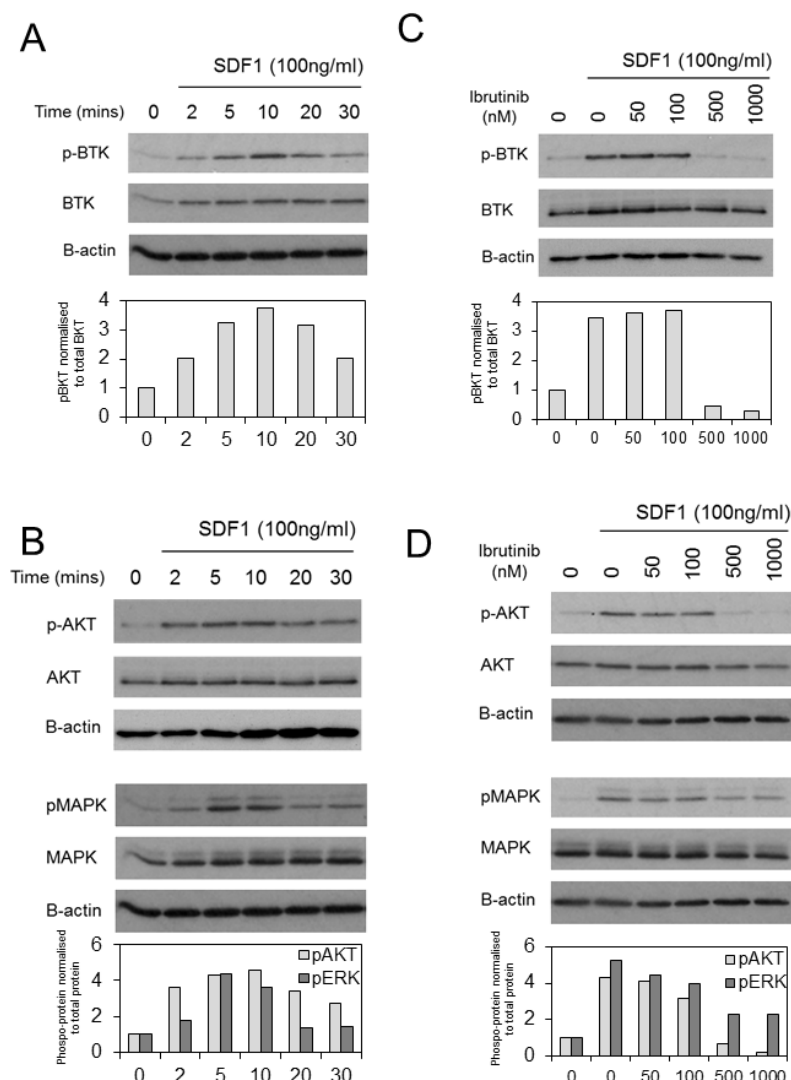 A
SDF1 (100ng/ml)
Time (mins) 0 2 5 10 20 30
p-BTK
BTK
B-actin
pBKT normalised
to total BKT
4
3
2
1
0
0 2 5 10 20 30
C
SDF1 (100ng/ml)
Ibrutinib
(nM)
0 0 50 100 500 1000
p-BTK
BTK
B-actin
pBKT normalised
to total BKT
4
3
2
1
0
0 0 50 100 500 1000
B
SDF1 (100ng/ml)
Time (mins) 0 2 5 10 20 30
p-AKT
AKT
B-actin
pMAPK
MAPK
B-actin
Phospo-protein normalised
to total protein
6
4
2
0
pAKT
pERK
0 2 5 10 20 30
D
SDF1 (100ng/ml)
Ibrutinib
(nM)
0 0 50 100 500 1000
p-AKT
AKT
B-actin
pMAPK
MAPK
B-actin
Phospo-protein normalised
to total protein
6
4
2
0
pAKT
pERK
0 0 50 100 500 1000